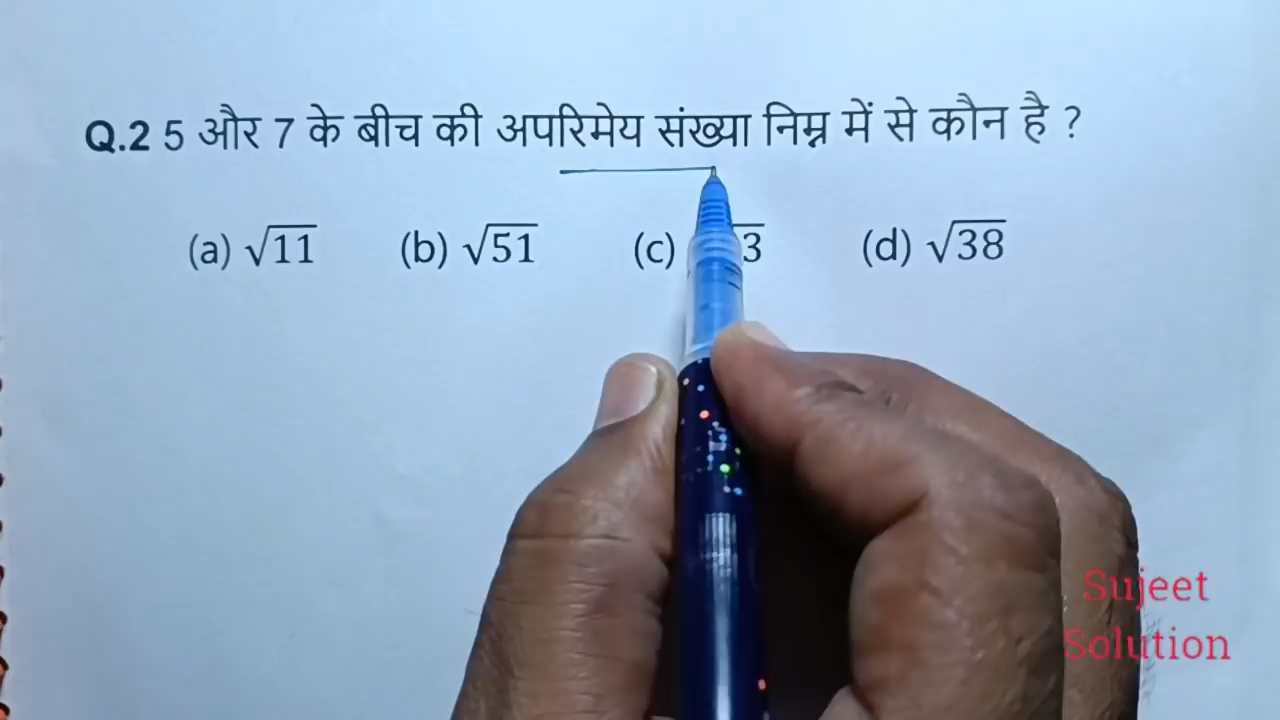 Q.2 5 और 7 के बीच की अपरिमेय संख्या निम्न में से कौन है ?
(a) √11 (b) √51 (c) (d) √38
Sujeet
Solution